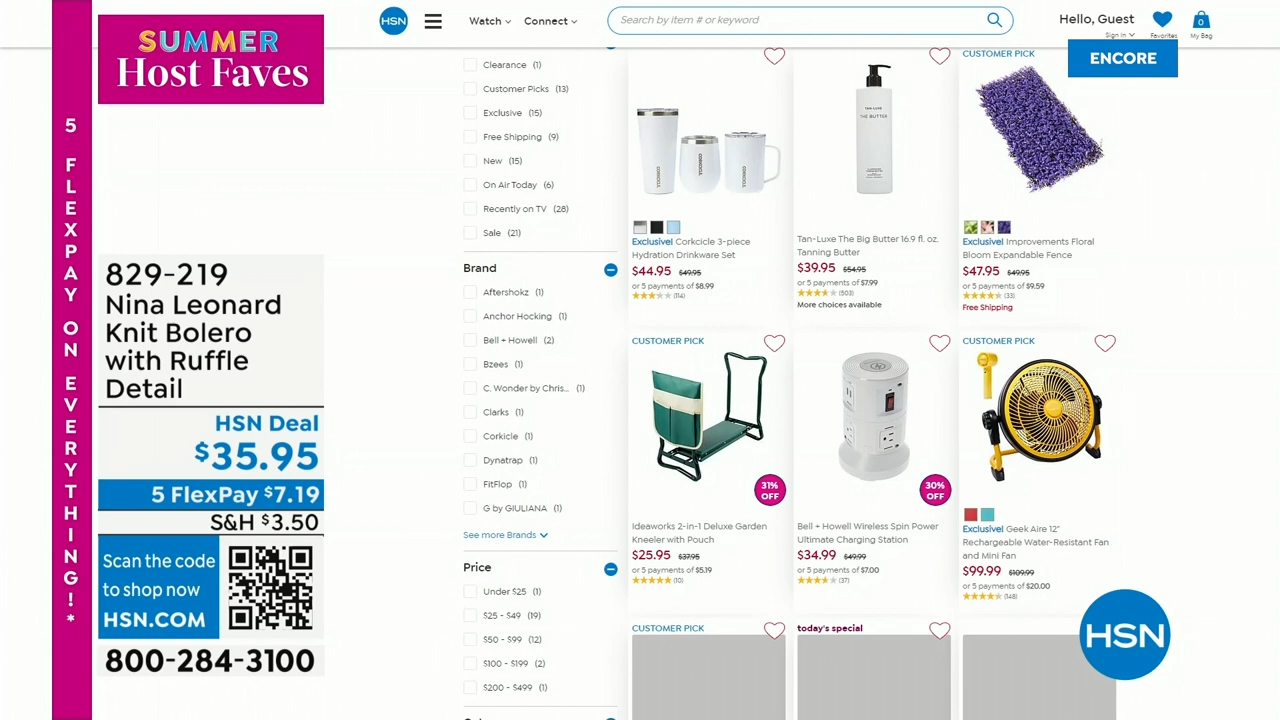 SUMMER
Host Faves
5 FLEXPAY ON EVERYTHING!*
829-219
Nina Leonard
Knit Bolero
with Ruffle
Detail
HSN Deal
$35.95
5 FlexPay $7.19
S&H $3.50
Scan the code
to shop now
HSN.COM
800-284-3100
HSN
Watch
Connect
Search by item # or keyword
Hello, Guest
Sign In
Favorites
0
My Bag
ENCORE
Clearance (1)
Customer Picks (13)
Exclusive (15)
Free Shipping (9)
New (15)
On Air Today (6)
Recently on TV (28)
Sale (21)
Brand
Aftershokz (1)
Anchor Hocking (1)
Bell + Howell (2)
Bzees (1)
C. Wonder by Chris... (1)
Clarks (1)
Corkicle (1)
Dynatrap (1)
FitFlop (1)
G by GIULIANA (1)
See more Brands
Price
Under $25 (1)
$25 - $49 (19)
$50 - $99 (12)
$100 - $199 (2)
$200 - $499 (1)
CORKCICLE
CORKCICLE
CORKCICLE
Exclusive! Corkcicle 3-piece
Hydration Drinkware Set
$44.95 $49.95
or 5 payments of $8.99
(114)
TAN-LUXE
THE BUTTER
Tan-Luxe The Big Butter 16.9 fl. oz.
Tanning Butter
$39.95 $54.95
or 5 payments of $7.99
(503)
More choices available
CUSTOMER PICK
Exclusive! Improvements Floral
Bloom Expandable Fence
$47.95 $49.95
or 5 payments of $9.59
(33)
Free Shipping
CUSTOMER PICK
31%
OFF
Ideaworks 2-in-1 Deluxe Garden
Kneeler with Pouch
$25.95 $37.95
or 5 payments of $5.19
(10)
30%
OFF
Bell + Howell Wireless Spin Power
Ultimate Charging Station
$34.99 $49.99
or 5 payments of $7.00
(37)
CUSTOMER PICK
Exclusive! Geek Aire 12"
Rechargeable Water-Resistant Fan
and Mini Fan
$99.99 $109.99
or 5 payments of $20.00
(148)
CUSTOMER PICK
today's special
HSN